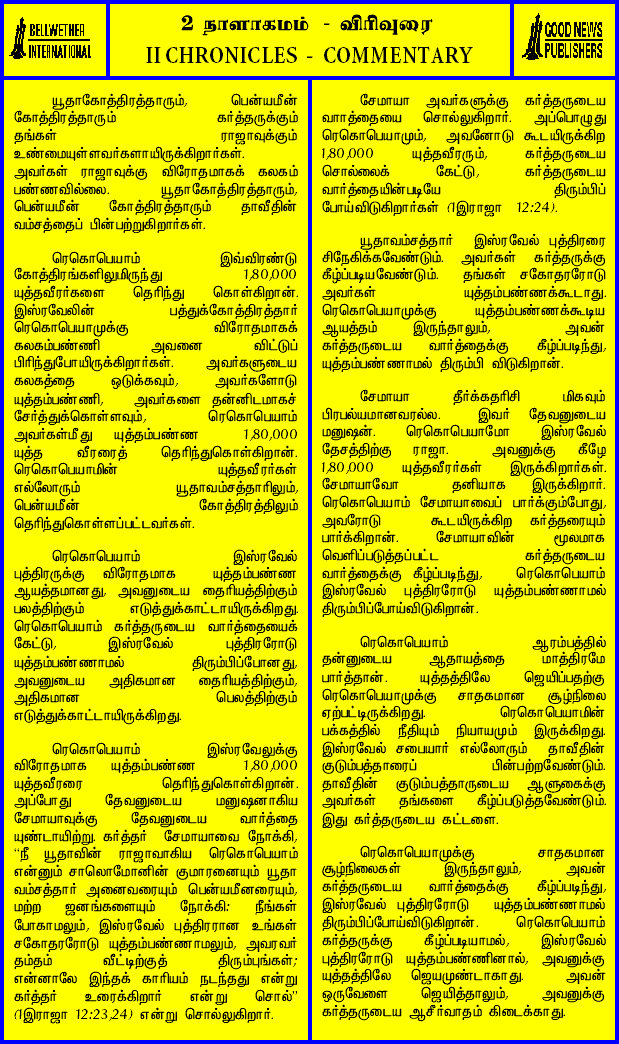 BELLWETHER
INTERNATIONAL
2 நாளாகமம் - விரிவுரை
II CHRONICLES - COMMENTARY
GOOD NEWS
PUBLISHERS
யூதாகோத்திரத்தாரும், பென்யமீன்
கோத்திரத்தாரும் கர்த்தருக்கும்
தங்கள் ராஜாவுக்கும்
உண்மையுள்ளவர்களாயிருக்கிறார்கள்.
அவர்கள் ராஜாவுக்கு விரோதமாகக் கலகம்
பண்ணவில்லை. யூதாகோத்திரத்தாரும்,
பென்யமீன் கோத்திரத்தாரும் தாவீதின்
வம்சத்தைப் பின்பற்றுகிறார்கள்.
ரெகொபெயாம் இவ்விரண்டு
கோத்திரங்களிலுமிருந்து 1,80,000
யுத்தவீரர்களை தெரிந்து கொள்கிறான்.
இஸ்ரவேலின் பத்துக்கோத்திரத்தார்
ரெகொபெயாமுக்கு விரோதமாகக்
கலகம்பண்ணி அவனை விட்டுப்
பிரிந்துபோயிருக்கிறார்கள். அவர்களுடைய
கலகத்தை ஒடுக்கவும், அவர்களோடு
யுத்தம்பண்ணி, அவர்களை தன்னிடமாகச்
சேர்த்துக்கொள்ளவும், ரெகொபெயாம்
அவர்கள்மீது யுத்தம்பண்ண 1,80,000
யுத்த வீரரைத் தெரிந்துகொள்கிறான்.
ரெகொபெயாமின் யுத்தவீரர்கள்
எல்லோரும் யூதாவம்சத்தாரிலும்,
பென்யமீன் கோத்திரத்திலும்
தெரிந்துகொள்ளப்பட்டவர்கள்.
ரெகொபெயாம் இஸ்ரவேல்
புத்திரருக்கு விரோதமாக யுத்தம்பண்ண
ஆயத்தமானது, அவனுடைய தைரியத்திற்கும்
பலத்திற்கும் எடுத்துக்காட்டாயிருக்கிறது.
ரெகொபெயாம் கர்த்தருடைய வார்த்தையைக்
கேட்டு, இஸ்ரவேல் புத்திரரோடு
யுத்தம்பண்ணாமல் திரும்பிப்போனது,
அவனுடைய அதிகமான தைரியத்திற்கும்,
அதிகமான பெலத்திற்கும்
எடுத்துக்காட்டாயிருக்கிறது.
ரெகொபெயாம் இஸ்ரவேலுக்கு
விரோதமாக யுத்தம்பண்ண 1,80,000
யுத்தவீரரை தெரிந்துகொள்கிறான்.
அப்போது தேவனுடைய மனுஷனாகிய
சேமாயாவுக்கு தேவனுடைய வார்த்தை
யுண்டாயிற்று. கர்த்தர் சேமாயாவை நோக்கி,
"நீ யூதாவின் ராஜாவாகிய ரெகொபெயாம்
என்னும் சாலொமோனின் குமாரனையும் யூதா
வம்சத்தார் அனைவரையும் பென்யமீனரையும்,
மற்ற ஜனங்களையும் நோக்கி: நீங்கள்
போகாமலும், இஸ்ரவேல் புத்திரரான உங்கள்
சகோதரரோடு யுத்தம்பண்ணாமலும், அவரவர்
தம்தம் வீட்டிற்குத் திரும்புங்கள்;
என்னாலே இந்தக் காரியம் நடந்தது என்று
கர்த்தர் உரைக்கிறார் என்று சொல்"
(1இராஜா 12:23,24) என்று சொல்லுகிறார்.
சேமாயா அவர்களுக்கு கர்த்தருடைய
வார்த்தையை சொல்லுகிறார். அப்பொழுது
ரெகொபெயாமும், அவனோடு கூடயிருக்கிற
1,80,000 யுத்தவீரரும், கர்த்தருடைய
சொல்லைக் கேட்டு, கர்த்தருடைய
வார்த்தையின்படியே திரும்பிப்
போய்விடுகிறார்கள் (1இராஜா 12:24).
யூதாவம்சத்தார் இஸ்ரவேல் புத்திரரை
சிநேகிக்கவேண்டும். அவர்கள் கர்த்தருக்கு
கீழ்ப்படியவேண்டும். தங்கள் சகோதரரோடு
அவர்கள் யுத்தம்பண்ணக்கூடாது.
ரெகொபெயாமுக்கு யுத்தம்பண்ணக்கூடிய
ஆயத்தம் இருந்தாலும், அவன்
கர்த்தருடைய வார்த்தைக்கு கீழ்ப்படிந்து,
யுத்தம்பண்ணாமல் திரும்பி விடுகிறான்.
சேமாயா தீர்க்கதரிசி மிகவும்
பிரபல்யமானவரல்ல. இவர் தேவனுடைய
மனுஷன். ரெகொபெயாமோ இஸ்ரவேல்
தேசத்திற்கு ராஜா. அவனுக்கு கீழே
1,80,000 யுத்தவீரர்கள் இருக்கிறார்கள்.
சேமாயாவோ தனியாக இருக்கிறார்.
ரெகொபெயாம் சேமாயாவைப் பார்க்கும்போது,
அவரோடு கூடயிருக்கிற கர்த்தரையும்
பார்க்கிறான். சேமாயாவின் மூலமாக
வெளிப்படுத்தப்பட்ட கர்த்தருடைய
வார்த்தைக்கு கீழ்ப்படிந்து, ரெகொபெயாம்
இஸ்ரவேல் புத்திரரோடு யுத்தம்பண்ணாமல்
திரும்பிப்போய்விடுகிறான்.
ரெகொபெயாம் ஆரம்பத்தில்
தன்னுடைய ஆதாயத்தை மாத்திரமே
பார்த்தான். யுத்தத்திலே ஜெயிப்பதற்கு
ரெகொபெயாமுக்கு சாதகமான சூழ்நிலை
ஏற்பட்டிருக்கிறது. ரெகொபெயாமின்
பக்கத்தில் நீதியும் நியாயமும் இருக்கிறது.
இஸ்ரவேல் சபையார் எல்லோரும் தாவீதின்
குடும்பத்தாரைப் பின்பற்றவேண்டும்.
தாவீதின் குடும்பத்தாருடைய ஆளுகைக்கு
அவர்கள் தங்களை கீழ்ப்படுத்தவேண்டும்.
இது கர்த்தருடைய கட்டளை.
ரெகொபெயாமுக்கு சாதகமான
சூழ்நிலைகள் இருந்தாலும், அவன்
கர்த்தருடைய வார்த்தைக்கு கீழ்ப்படிந்து,
இஸ்ரவேல் புத்திரரோடு யுத்தம்பண்ணாமல்
திரும்பிப்போய்விடுகிறான். ரெகொபெயாம்
கர்த்தருக்கு கீழ்ப்படியாமல், இஸ்ரவேல்
புத்திரரோடு யுத்தம்பண்ணினால், அவனுக்கு
யுத்தத்திலே ஜெயமுண்டாகாது. அவன்
ஒருவேளை ஜெயித்தாலும், அவனுக்கு
கர்த்தருடைய ஆசீர்வாதம் கிடைக்காது.